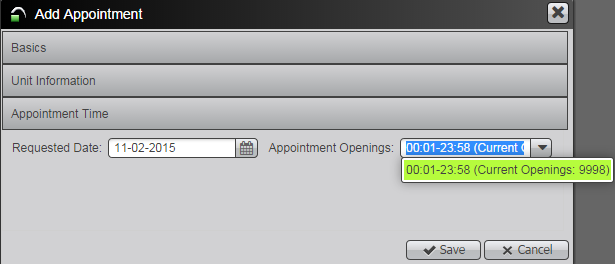 Add Appointment
Basics
Unit Information
Appointment Time
Requested Date: 11-02-2015 Appointment Openings: 00:01-23:58 (Current
00:01-23:58 (Current Openings: 9998)
Save Cancel